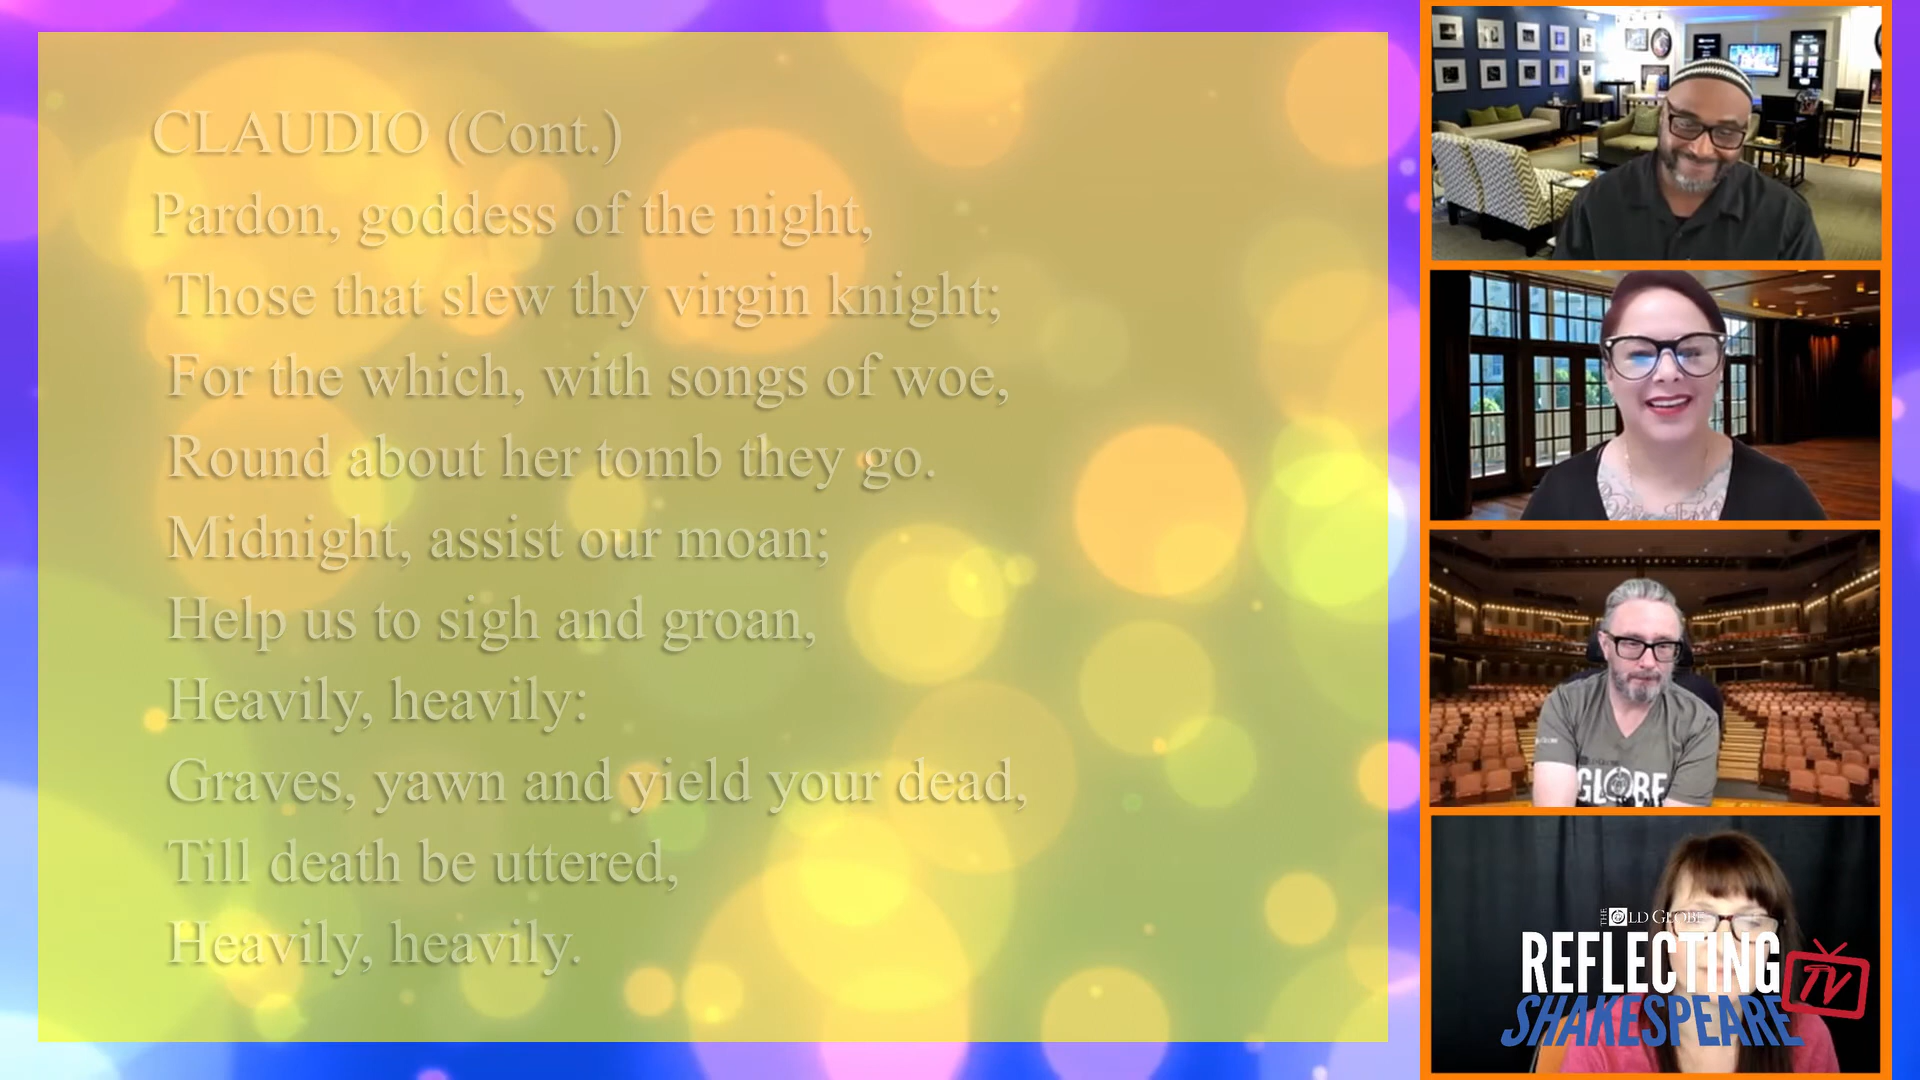 CLAUDIO (Cont.)
Pardon, goddess of the night,
Those that slew thy virgin knight;
For the which, with songs of woe,
Round about her tomb they go.
Midnight, assist our moan;
Help us to sigh and groan,
Heavily, heavily:
Graves, yawn and yield your dead,
Till death be uttered,
Heavily, heavily.
GLOBE
THE OLD GLOBE
REFLECTING
SHAKESPEARE
TV